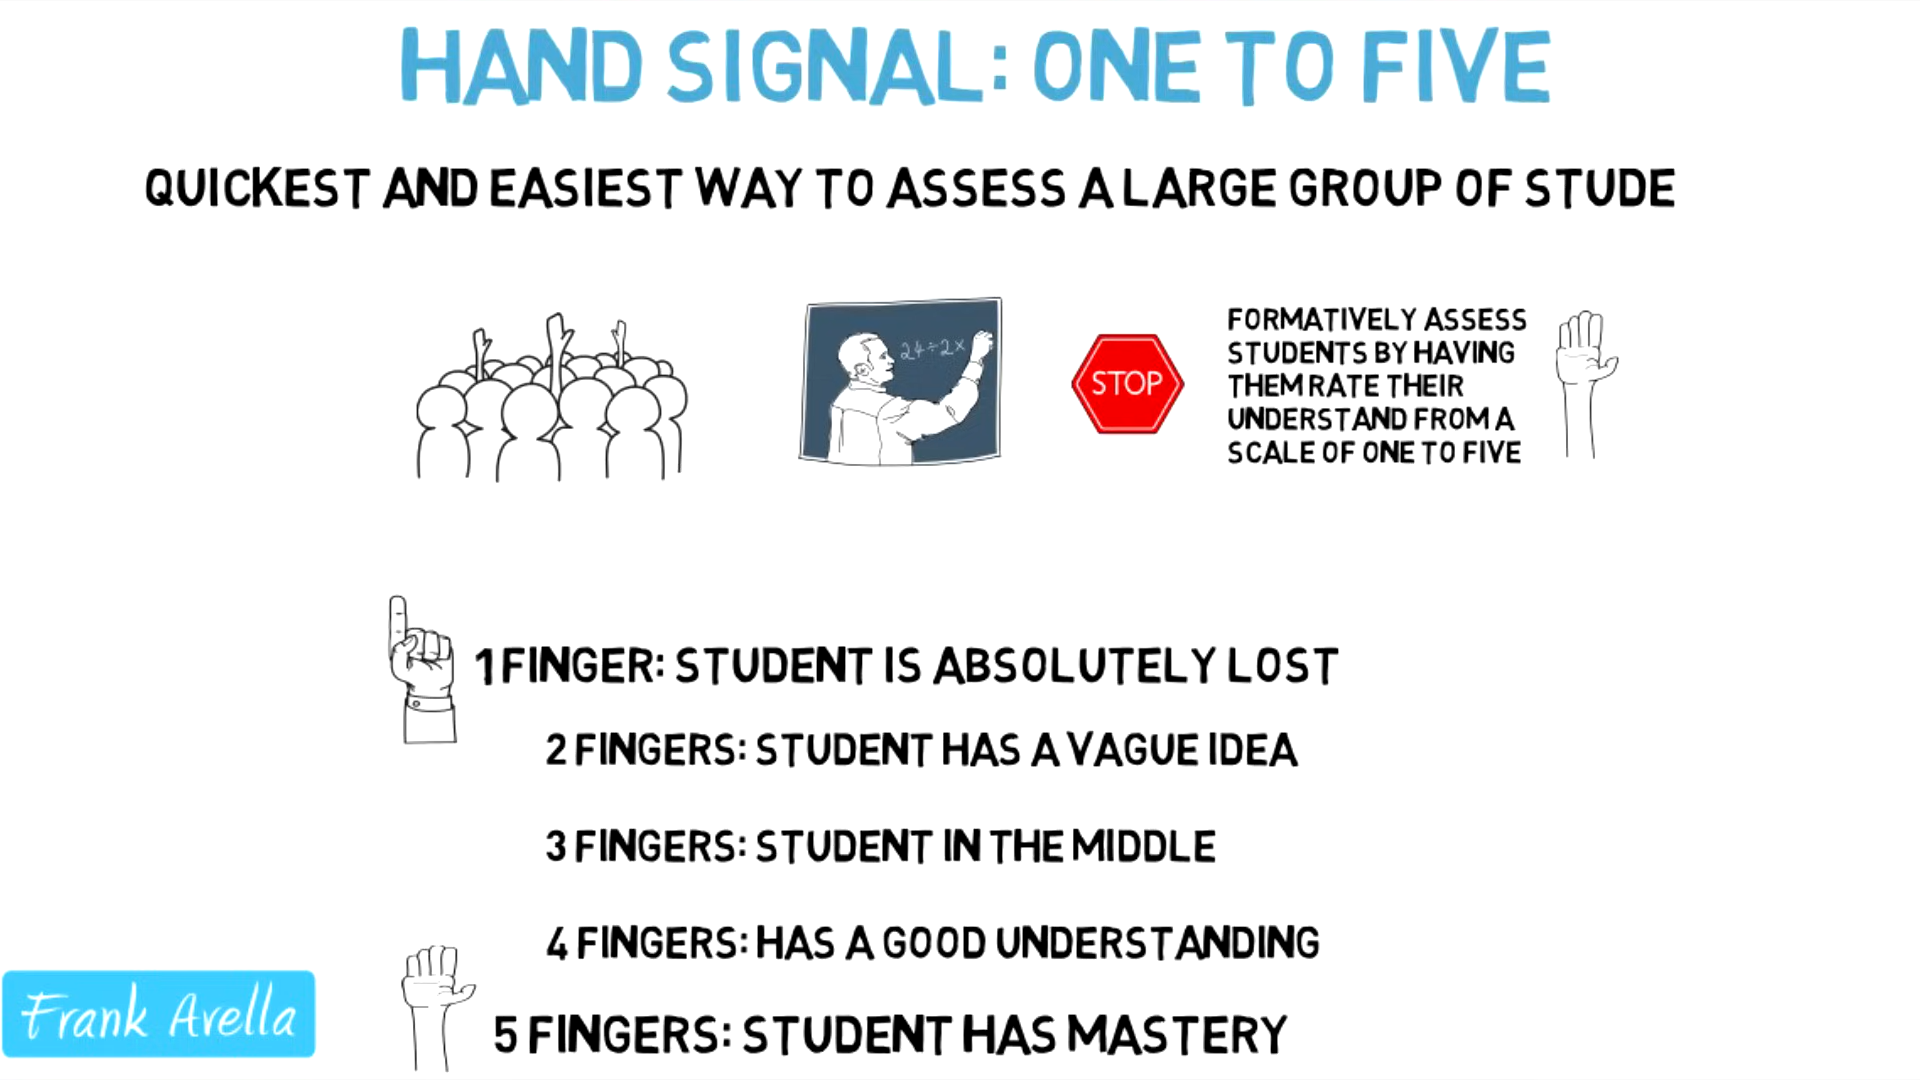 HAND SIGNAL: ONE TO FIVE
QUICKEST AND EASIEST WAY TO ASSESS A LARGE GROUP OF STUDE
24÷2x
STOP
FORMATIVELY ASSESS
STUDENTS BY HAVING
THEM RATE THEIR
UNDERSTAND FROM A
SCALE OF ONE TO FIVE
1 FINGER: STUDENT IS ABSOLUTELY LOST
2 FINGERS: STUDENT HAS A VAGUE IDEA
3 FINGERS: STUDENT IN THE MIDDLE
4 FINGERS: HAS A GOOD UNDERSTANDING
5 FINGERS: STUDENT HAS MASTERY
Frank Avella